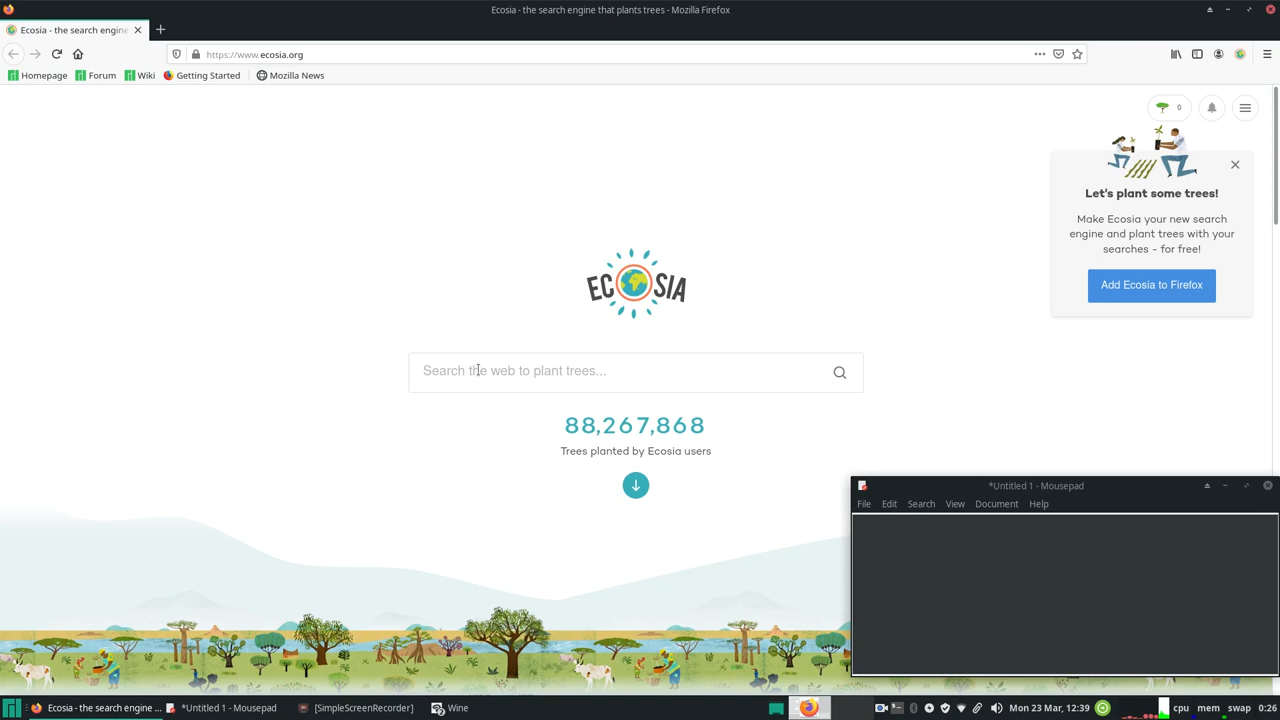 Ecosia - the search engine that plants trees - Mozilla Firefox
Ecosia - the search engine
https://www.ecosia.org
Homepage Forum Wiki Getting Started Mozilla News
0
Let's plant some trees!
Make Ecosia your new search
engine and plant trees with your
searches - for free!
Add Ecosia to Firefox
ECOSIA
Search the web to plant trees...
88,267,868
Trees planted by Ecosia users
*Untitled 1 - Mousepad
File Edit Search View Document Help
Ecosia - the search engine ... *Untitled 1 - Mousepad [SimpleScreenRecorder] Wine Mon 23 Mar, 12:39 cpu mem swap 0:26